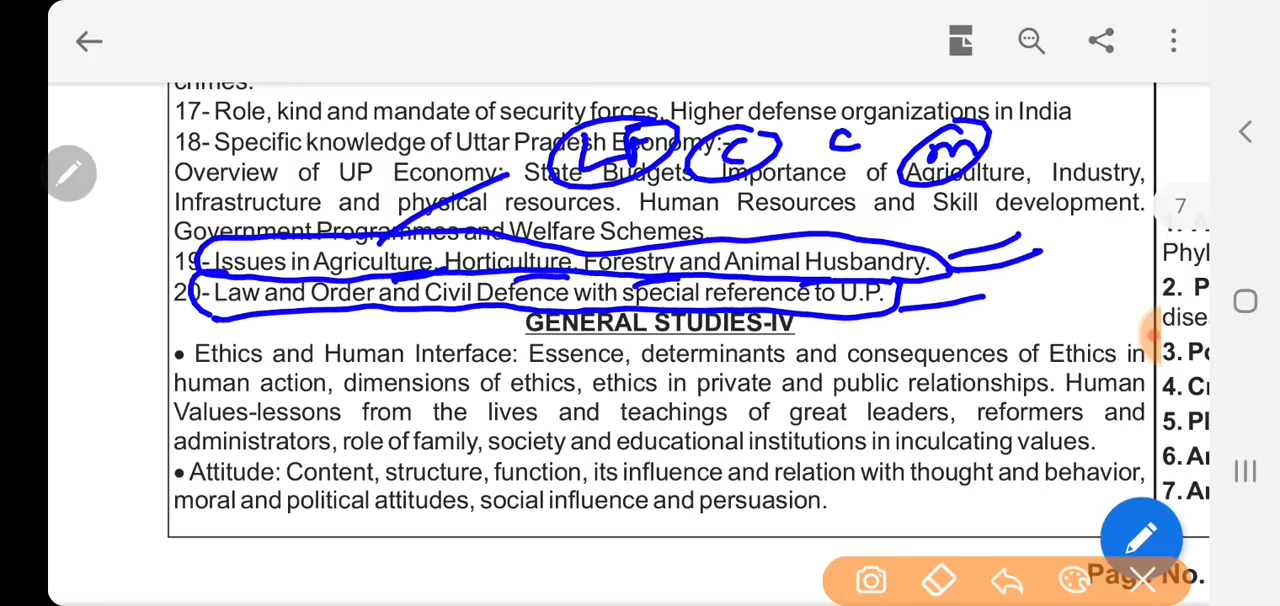 crimes.
17- Role, kind and mandate of security forces, Higher defense organizations in India
18- Specific knowledge of Uttar Pradesh Economy:-
LF C C m
Overview of UP Economy: State Budgets. Importance of Agriculture, Industry,
Infrastructure and physical resources. Human Resources and Skill development.
Government Programmes and Welfare Schemes.
19- Issues in Agriculture, Horticulture, Forestry and Animal Husbandry.
20- Law and Order and Civil Defence with special reference to U.P.
GENERAL STUDIES-IV
• Ethics and Human Interface: Essence, determinants and consequences of Ethics in
human action, dimensions of ethics, ethics in private and public relationships. Human
Values-lessons from the lives and teachings of great leaders, reformers and
administrators, role of family, society and educational institutions in inculcating values.
• Attitude: Content, structure, function, its influence and relation with thought and behavior,
moral and political attitudes, social influence and persuasion.
7
Phyl
2. P
dise
3. Po
4. Cr
5. Pl
6. Ar
7. Ar
Page No.